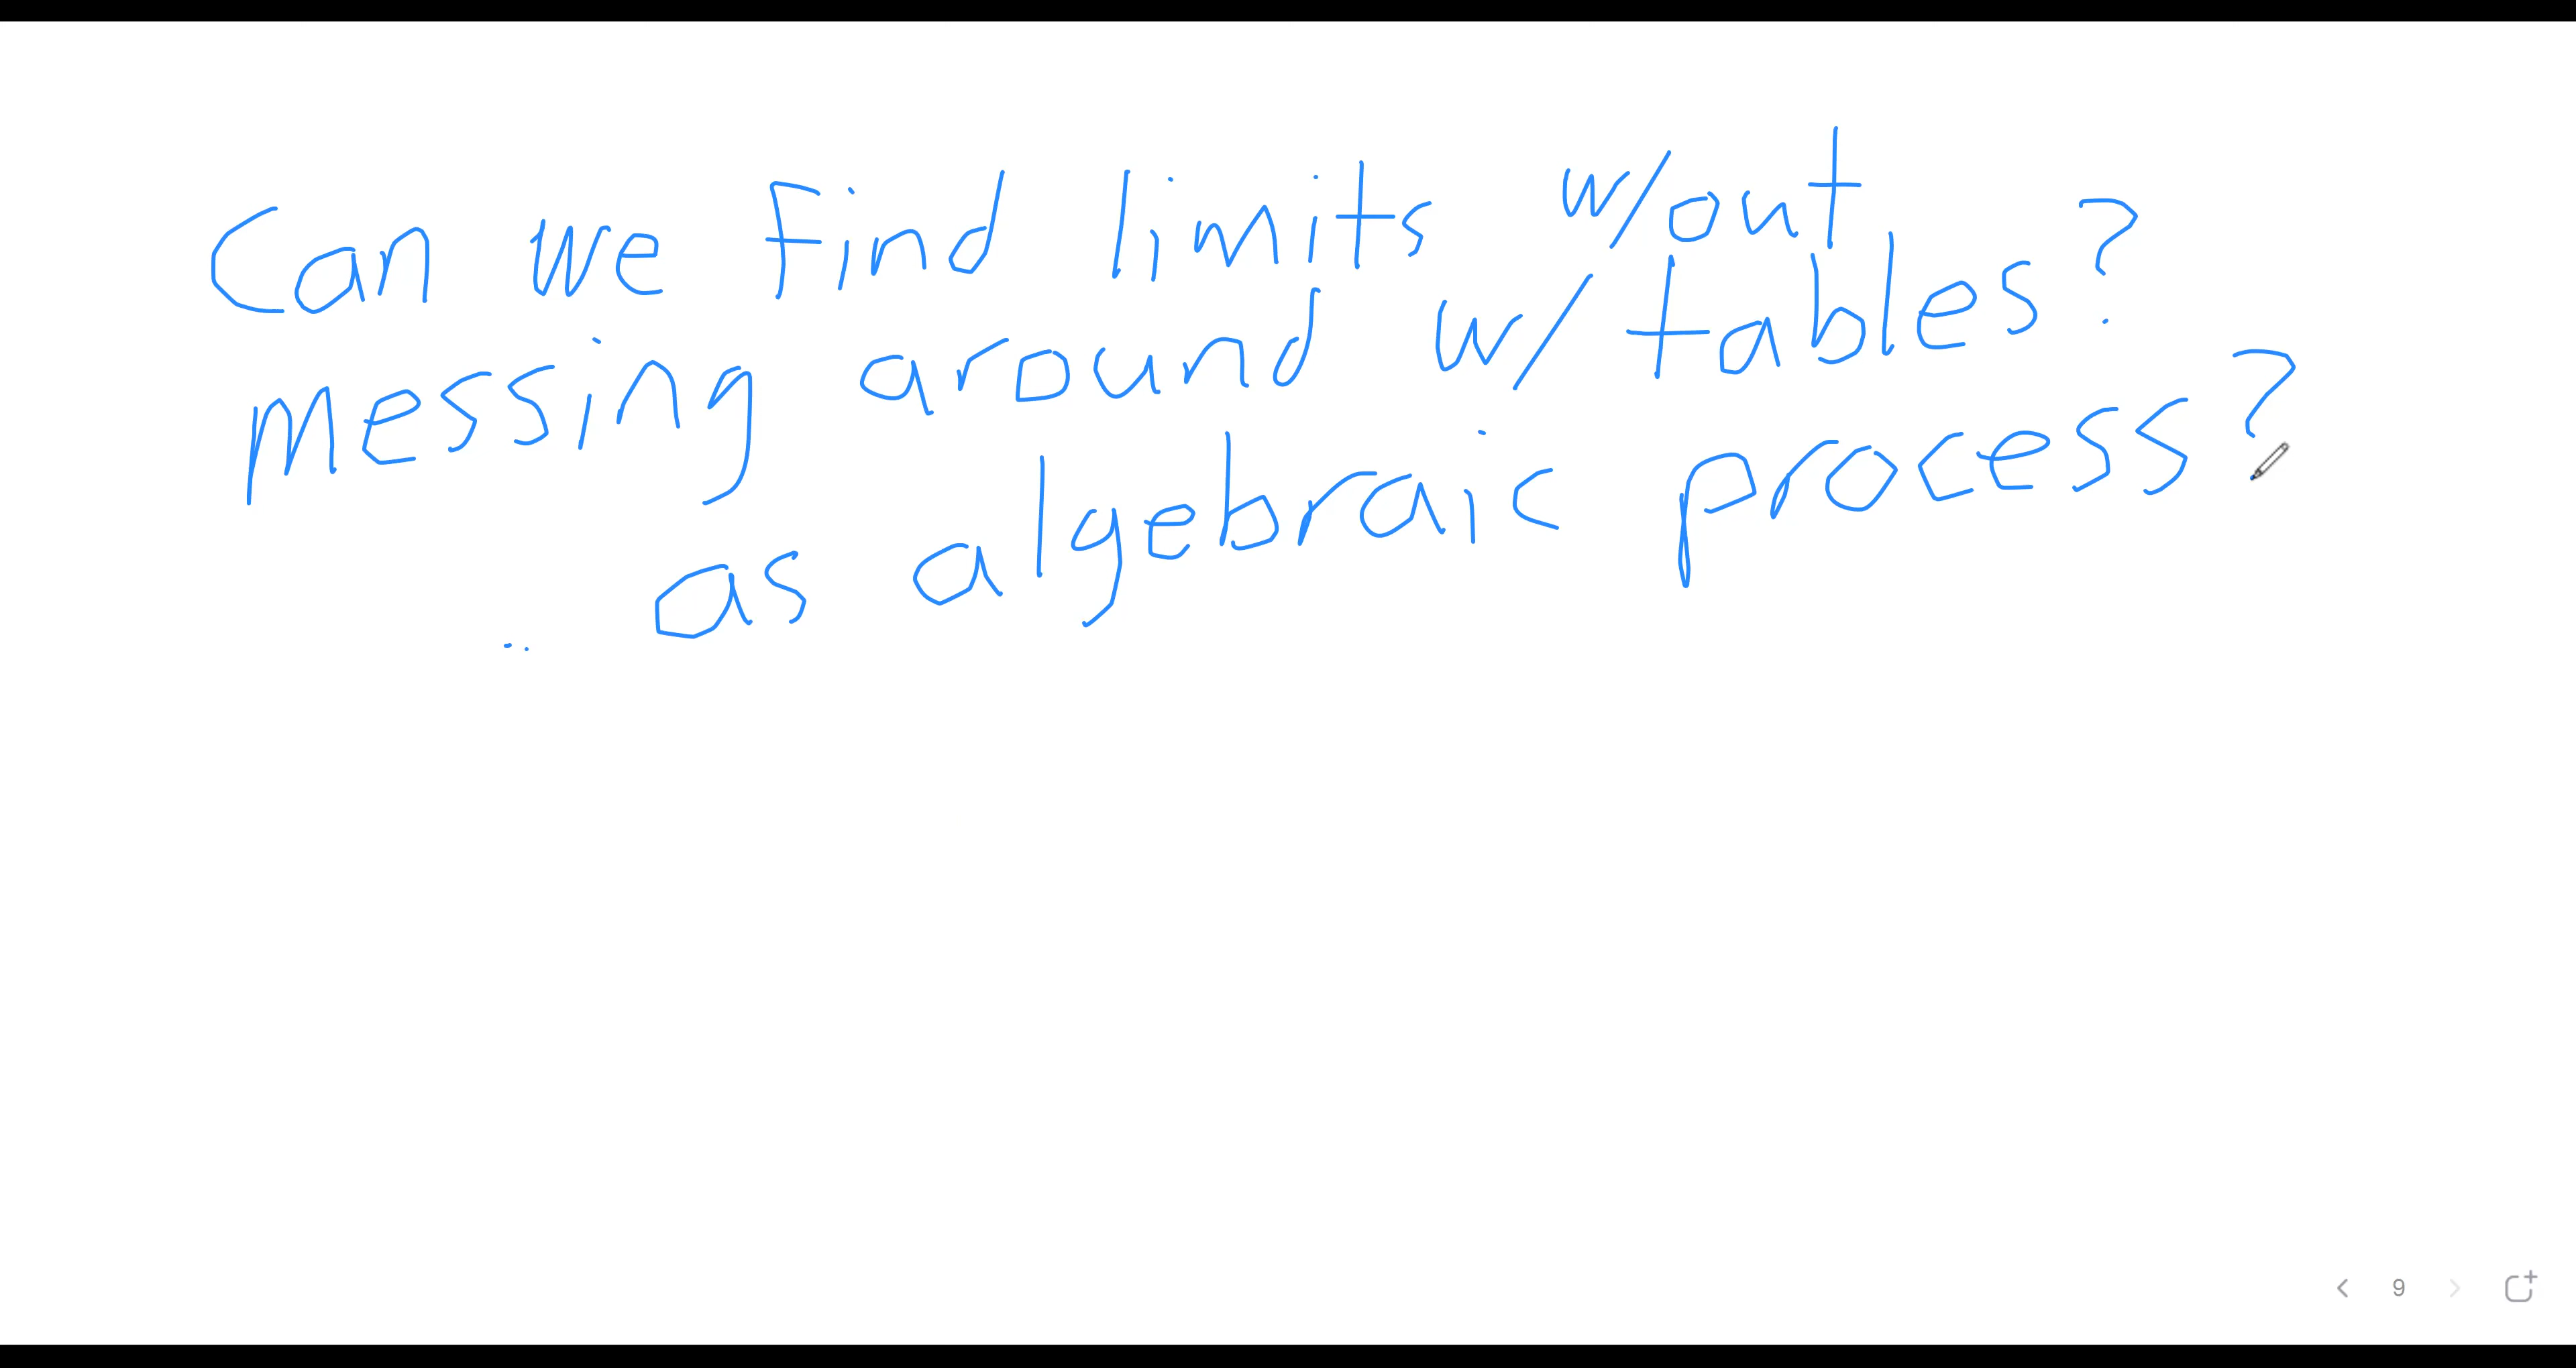 Can we find limits w/out
messing around w/ tables?
.. as algebraic process?
9